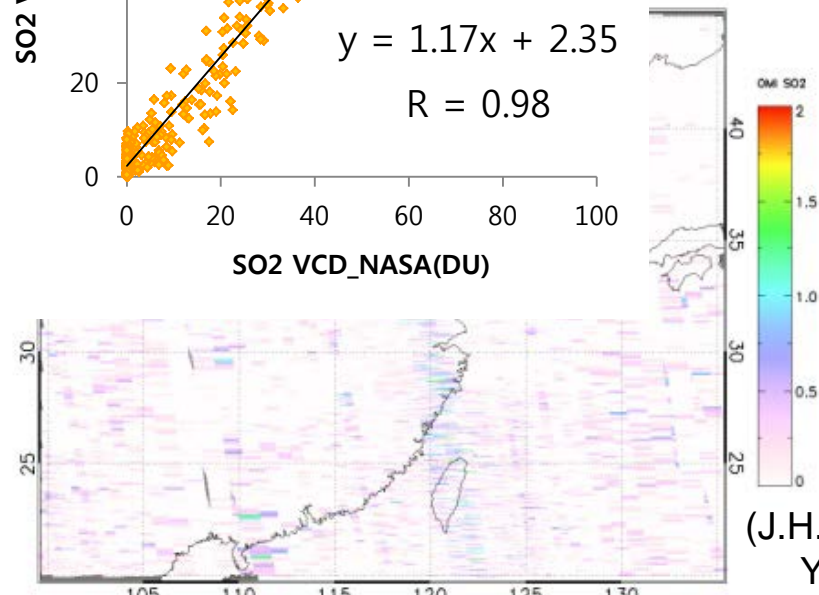 SO2 V
y = 1.17x + 2.35
R = 0.98
20
0
0 20 40 60 80 100
SO2 VCD_NASA(DU)
OMI SO2
2
1.5
1.0
0.5
0
40
35
30 30
25 25
105 110 115 120 125 130
(J.H.
Y